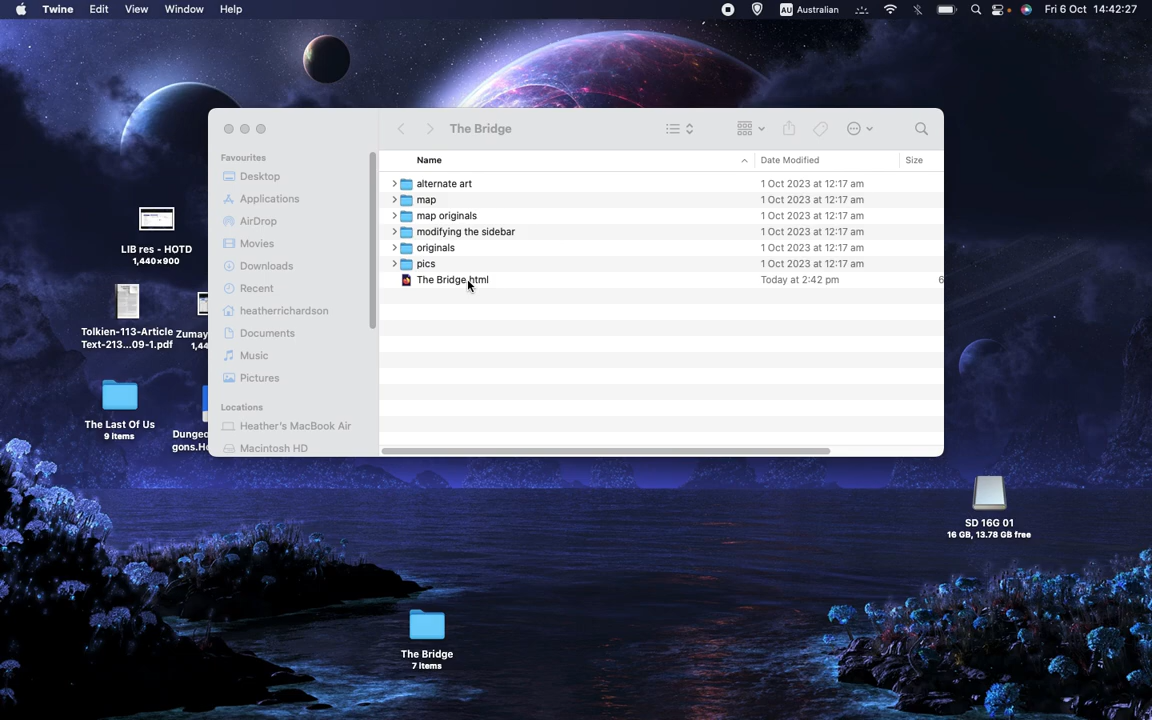 Twine Edit View Window Help AU Australian Fri 6 Oct 14:42:27
The Bridge
Favourites
Desktop
Applications
AirDrop
Movies
Downloads
Recent
heatherrichardson
Documents
Music
Pictures
Locations
Heather's MacBook Air
Macintosh HD
Name Date Modified Size
alternate art 1 Oct 2023 at 12:17 am
map 1 Oct 2023 at 12:17 am
map originals 1 Oct 2023 at 12:17 am
modifying the sidebar 1 Oct 2023 at 12:17 am
originals 1 Oct 2023 at 12:17 am
pics 1 Oct 2023 at 12:17 am
The Bridge.html Today at 2:42 pm 6
LIB res - HOTD
1,440×900
Tolkien-113-Article
Text-213...09-1.pdf
Zumay
1,44
The Last Of Us
9 items
Dunged
gons.He
SD 16G 01
16 GB, 13.78 GB free
The Bridge
7 items